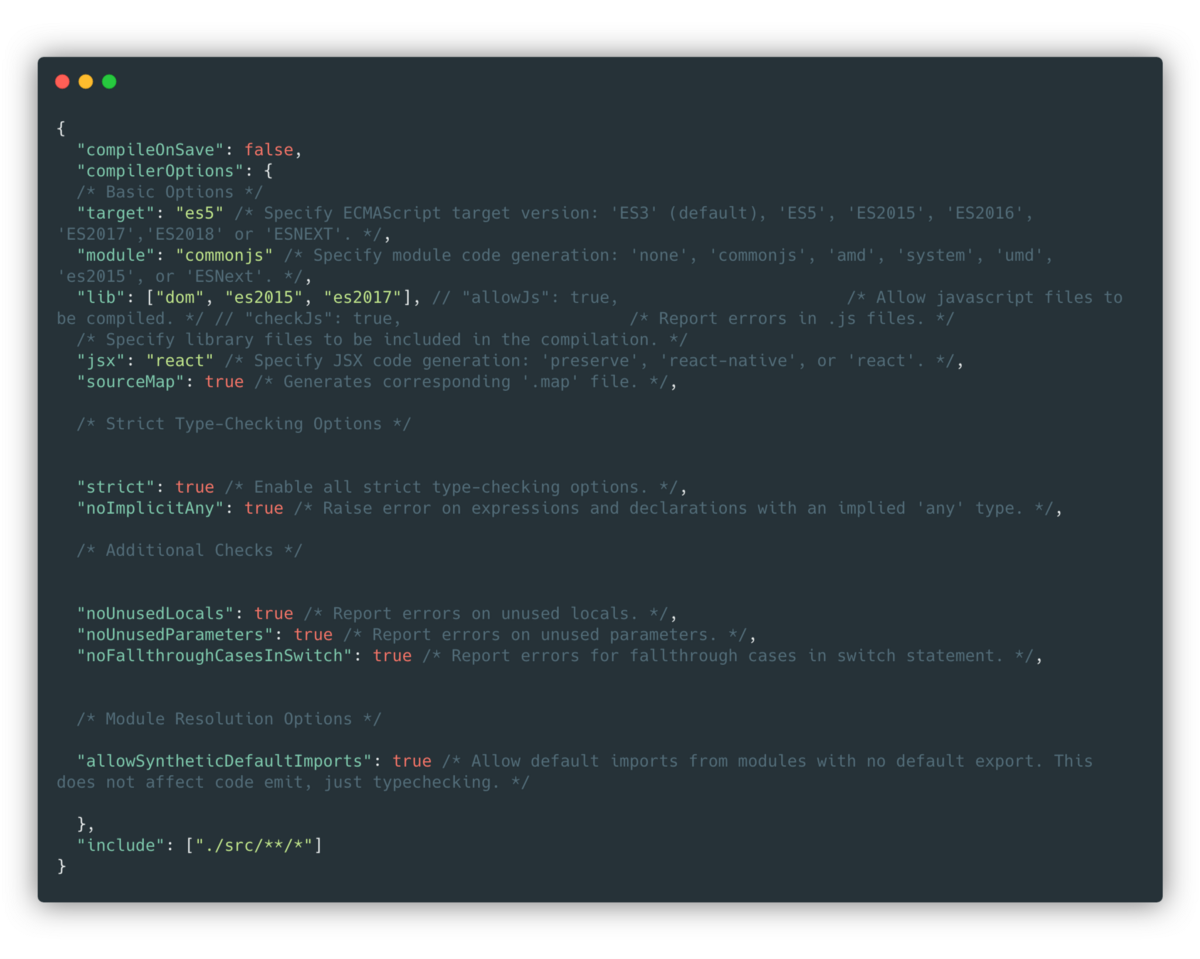 {
  "compileOnSave": false,
  "compilerOptions": {
  /* Basic Options */
  "target": "es5" /* Specify ECMAScript target version: 'ES3' (default), 'ES5', 'ES2015', 'ES2016',
'ES2017','ES2018' or 'ESNEXT'. */,
  "module": "commonjs" /* Specify module code generation: 'none', 'commonjs', 'amd', 'system', 'umd',
'es2015', or 'ESNext'. */,
  "lib": ["dom", "es2015", "es2017"], // "allowJs": true,                       /* Allow javascript files to
be compiled. */ // "checkJs": true,                       /* Report errors in .js files. */
  /* Specify library files to be included in the compilation. */
  "jsx": "react" /* Specify JSX code generation: 'preserve', 'react-native', or 'react'. */,
  "sourceMap": true /* Generates corresponding '.map' file. */,

  /* Strict Type-Checking Options */


  "strict": true /* Enable all strict type-checking options. */,
  "noImplicitAny": true /* Raise error on expressions and declarations with an implied 'any' type. */,

  /* Additional Checks */


  "noUnusedLocals": true /* Report errors on unused locals. */,
  "noUnusedParameters": true /* Report errors on unused parameters. */,
  "noFallthroughCasesInSwitch": true /* Report errors for fallthrough cases in switch statement. */,


  /* Module Resolution Options */

  "allowSyntheticDefaultImports": true /* Allow default imports from modules with no default export. This
does not affect code emit, just typechecking. */

  },
  "include": ["./src/**/*"]
}